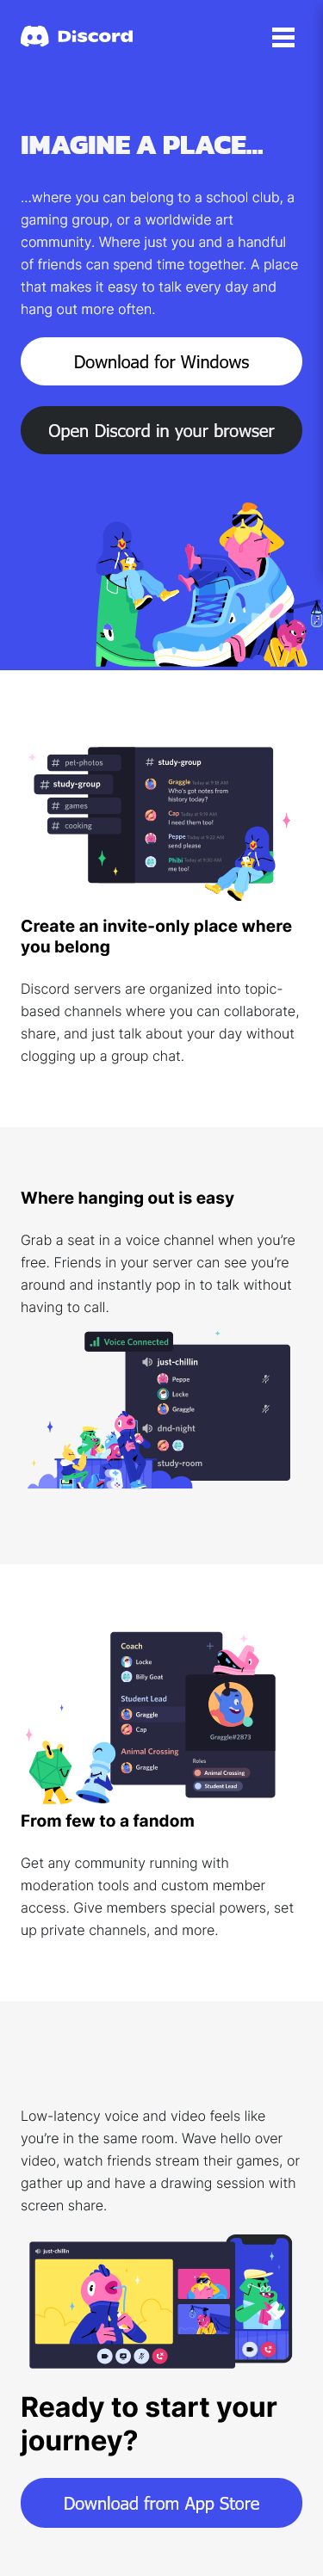 Discord
IMAGINE A PLACE...
...where you can belong to a school club, a
gaming group, or a worldwide art
community. Where just you and a handful
of friends can spend time together. A place
that makes it easy to talk every day and
hang out more often.
Download for Windows
Open Discord in your browser
# pet-photos
# study-group
# games
# cooking
# study-group
Graggle Today at 9:18 AM
Who's got notes from
history today?
Cap Today at 9:18 AM
I need them too!
Peppe Today at 9:22 AM
send please
Phibi Today at 9:30 AM
me too!
Create an invite-only place where
you belong
Discord servers are organized into topic-
based channels where you can collaborate,
share, and just talk about your day without
clogging up a group chat.
Where hanging out is easy
Grab a seat in a voice channel when you’re
free. Friends in your server can see you’re
around and instantly pop in to talk without
having to call.
Voice Connected
just-chillin
Peppe
Locke
Graggle
dnd-night
study-room
Coach
Locke
Billy Goat
Student Lead
Graggle
Cap
Animal Crossing
Graggle
Graggle#2873
Roles
Animal Crossing
Student Lead
From few to a fandom
Get any community running with
moderation tools and custom member
access. Give members special powers, set
up private channels, and more.
Low-latency voice and video feels like
you’re in the same room. Wave hello over
video, watch friends stream their games, or
gather up and have a drawing session with
screen share.
just-chillin
Ready to start your
journey?
Download from App Store